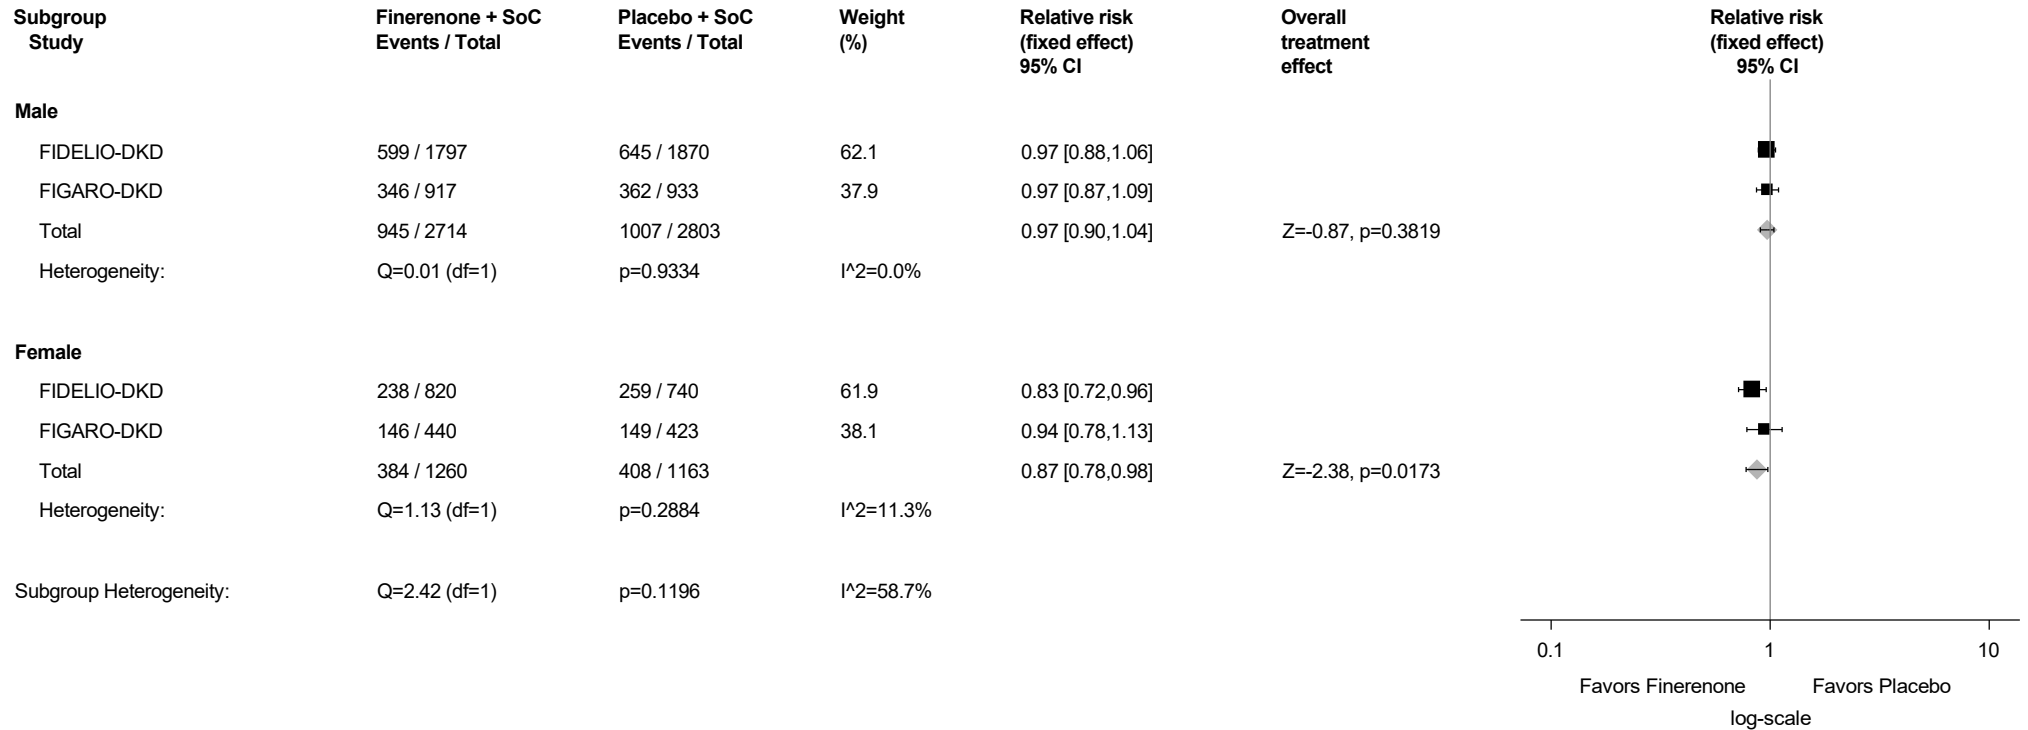 Subgroup Finerenone + SoC Placebo + SoC Weight Relative risk Overall Relative risk
Study Events / Total Events / Total (%) (fixed effect) treatment (fixed effect)
95% CI effect 95% CI
Male
FIDELIO-DKD 599 / 1797 645 / 1870 62.1 0.97 [0.88,1.06]
FIGARO-DKD 346 / 917 362 / 933 37.9 0.97 [0.87,1.09]
Total 945 / 2714 1007 / 2803 0.97 [0.90,1.04] Z=-0.87, p=0.3819
Heterogeneity: Q=0.01 (df=1) p=0.9334 I^2=0.0%
Female
FIDELIO-DKD 238 / 820 259 / 740 61.9 0.83 [0.72,0.96]
FIGARO-DKD 146 / 440 149 / 423 38.1 0.94 [0.78,1.13]
Total 384 / 1260 408 / 1163 0.87 [0.78,0.98] Z=-2.38, p=0.0173
Heterogeneity: Q=1.13 (df=1) p=0.2884 I^2=11.3%
Subgroup Heterogeneity: Q=2.42 (df=1) p=0.1196 I^2=58.7%
0.1 1 10
Favors Finerenone Favors Placebo
log-scale